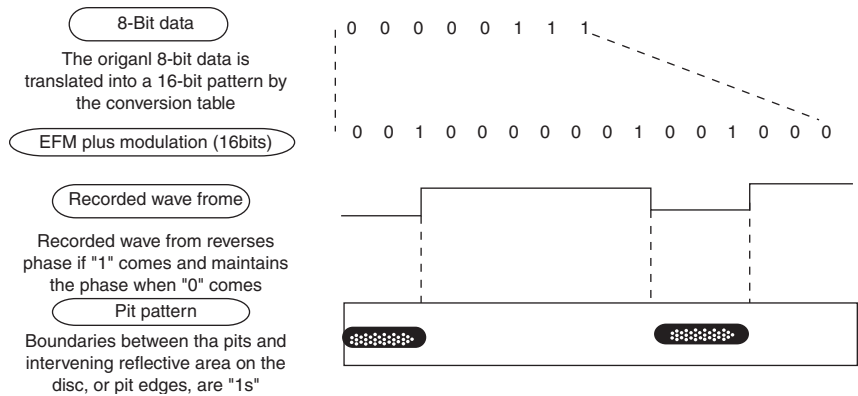 8-Bit data
0 0 0 0 0 1 1 1
The origanl 8-bit data is
translated into a 16-bit pattern by
the conversion table
EFM plus modulation (16bits)
0 0 1 0 0 0 0 0 0 1 0 0 1 0 0 0
Recorded wave frome
Recorded wave from reverses
phase if "1" comes and maintains
the phase when "0" comes
Pit pattern
Boundaries between tha pits and
intervening reflective area on the
disc, or pit edges, are "1s"